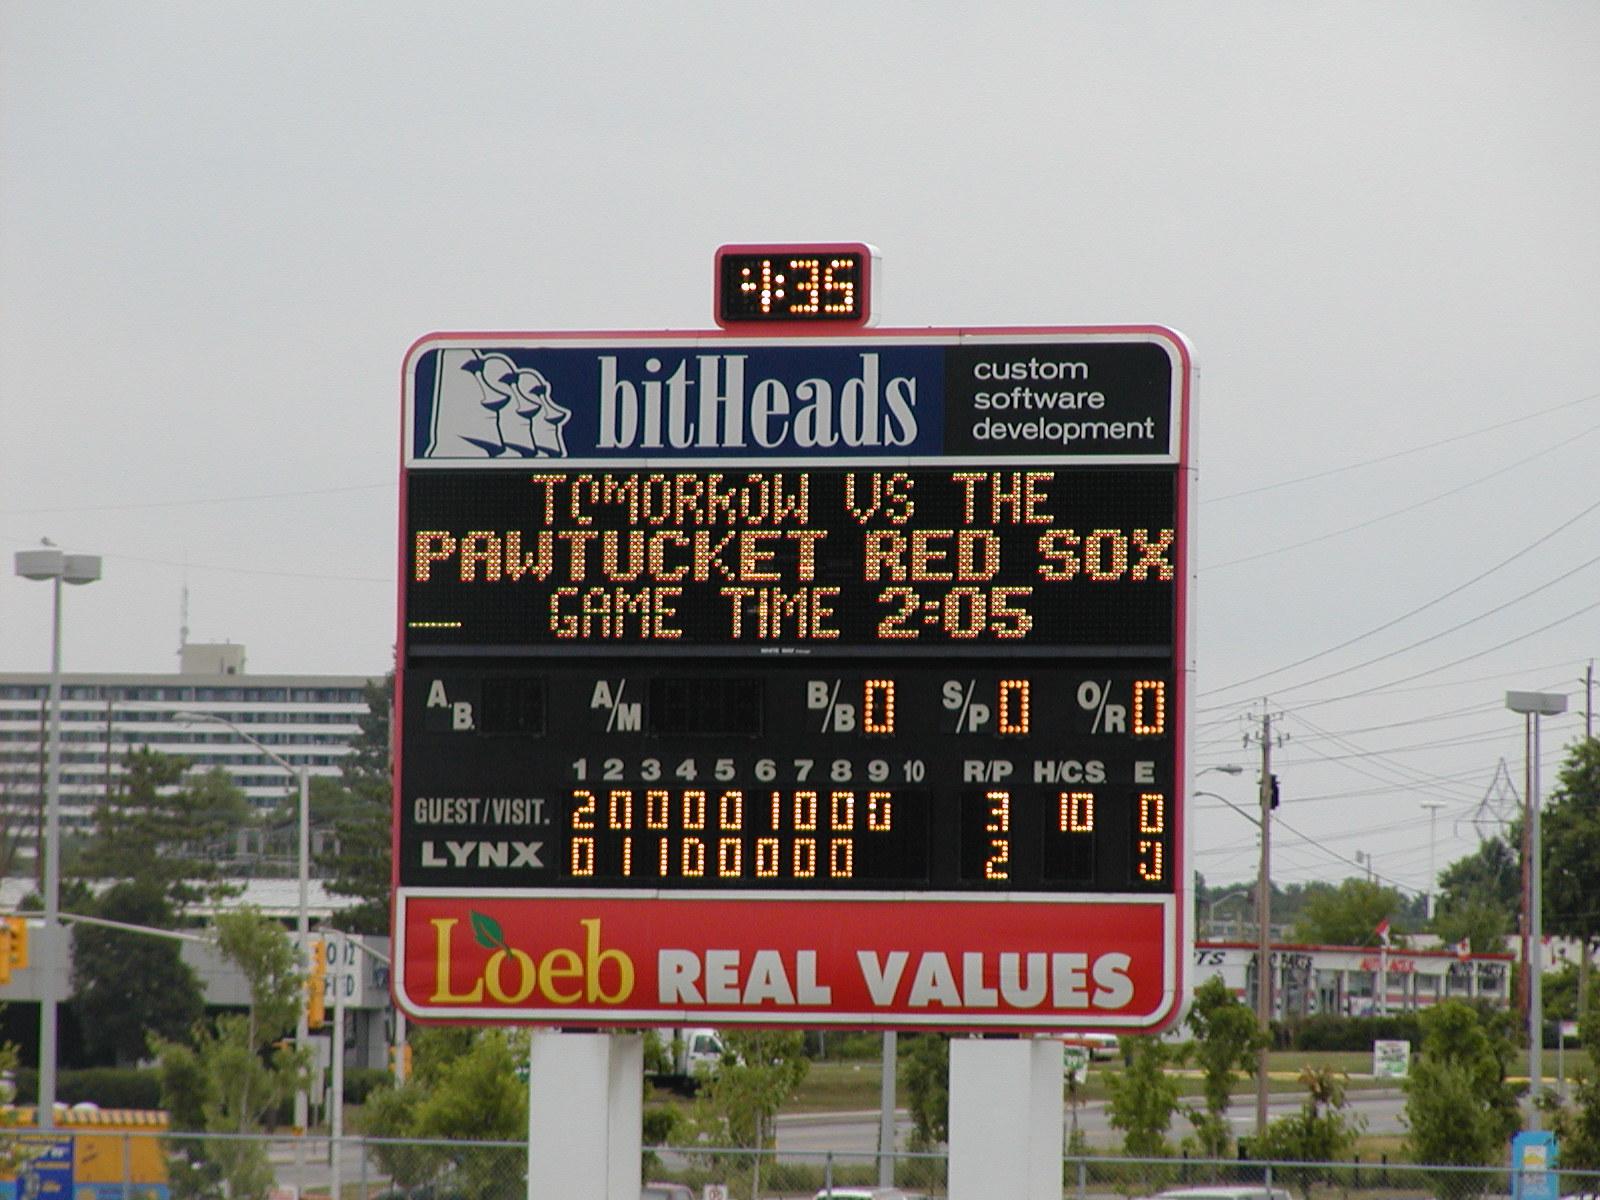 4:35
bitHeads
custom
software
development
TOMORROW VS THE
PAWTUCKET RED SOX
GAME TIME 2:05
A.B. A/M B/B 0 S/P 0 O/R 0
1 2 3 4 5 6 7 8 9 10 R/P H/CS. E
GUEST/VISIT. 2 0 0 0 0 1 0 0 0 3 10 0
LYNX 0 1 1 0 0 0 0 0 2
Loeb REAL VALUES
AUTO PARTS